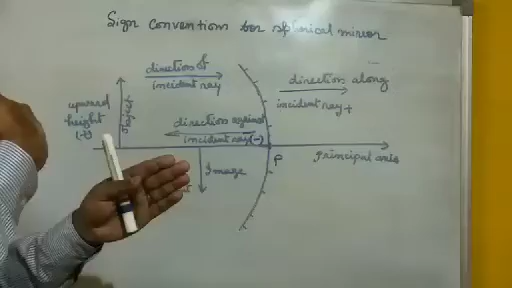 Sign conventions for spherical mirror
direction of
incident ray
direction along
incident ray +
upward
height
object
direction against
incident ray (-)
Principal axis
P
Image